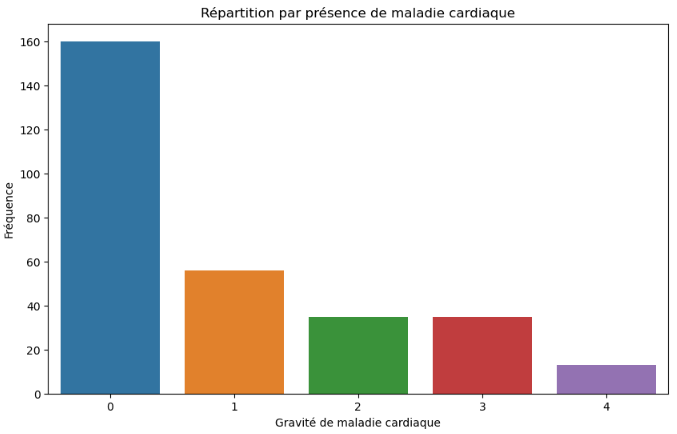 Répartition par présence de maladie cardiaque
160
140
120
100
80
60
40
20
0
Fréquence
0 1 2 3 4
Gravité de maladie cardiaque